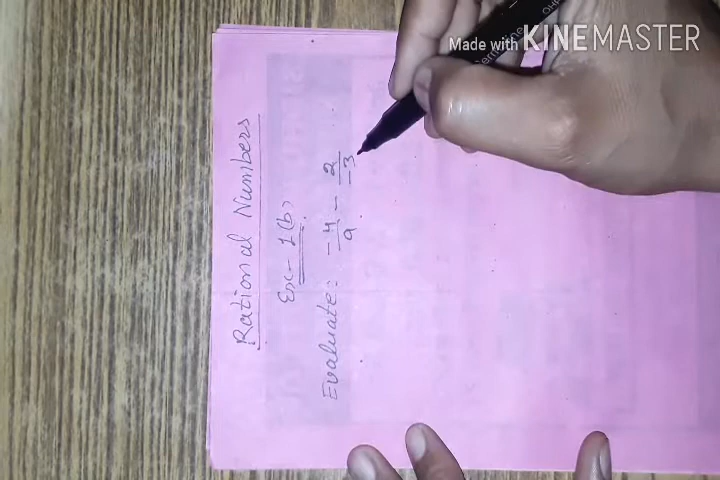 Made with KINEMASTER
Rational Numbers
Ex- 1(b)
Evaluate: -4/9 - 2/-3